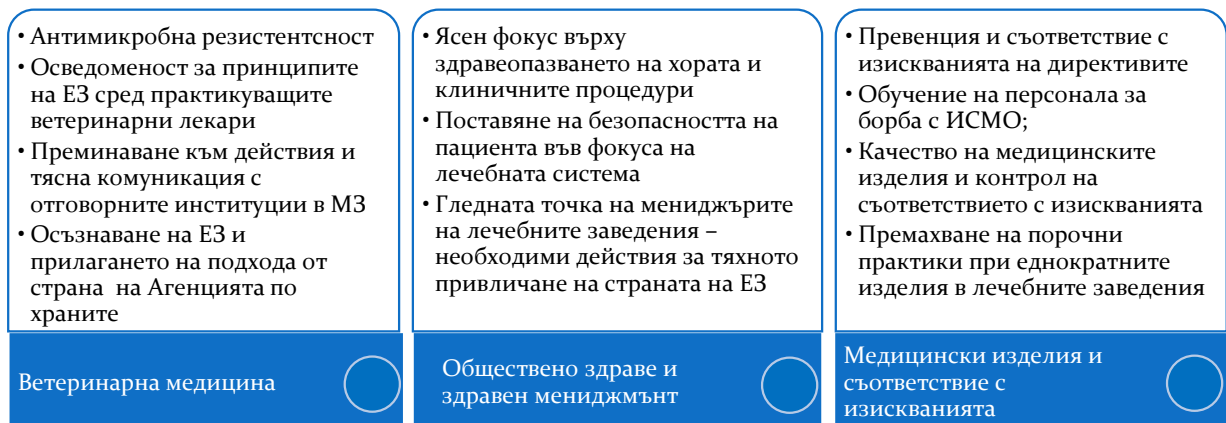 • Антимикробна резистентсност
• Осведоменост за принципите
на ЕЗ сред практикуващите
ветеринарни лекари
• Преминаване към действия и
тясна комуникация с
отговорните институции в МЗ
• Осъзнаване на ЕЗ и
прилагането на подхода от
страна на Агенцията по
храните
Ветеринарна медицина
• Ясен фокус върху
здравеопазването на хората и
клиничните процедури
• Поставяне на безопасността на
пациента във фокуса на
лечебната система
• Гледната точка на мениджърите
на лечебните заведения –
необходими действия за тяхното
привличане на страната на ЕЗ
Обществено здраве и
здравен мениджмънт
• Превенция и съответствие с
изискванията на директивите
• Обучение на персонала за
борба с ИСМО;
• Качество на медицинските
изделия и контрол на
съответствието с изискванията
• Премахване на порочни
практики при еднократните
изделия в лечебните заведения
Медицински изделия и
съответствие с
изискванията